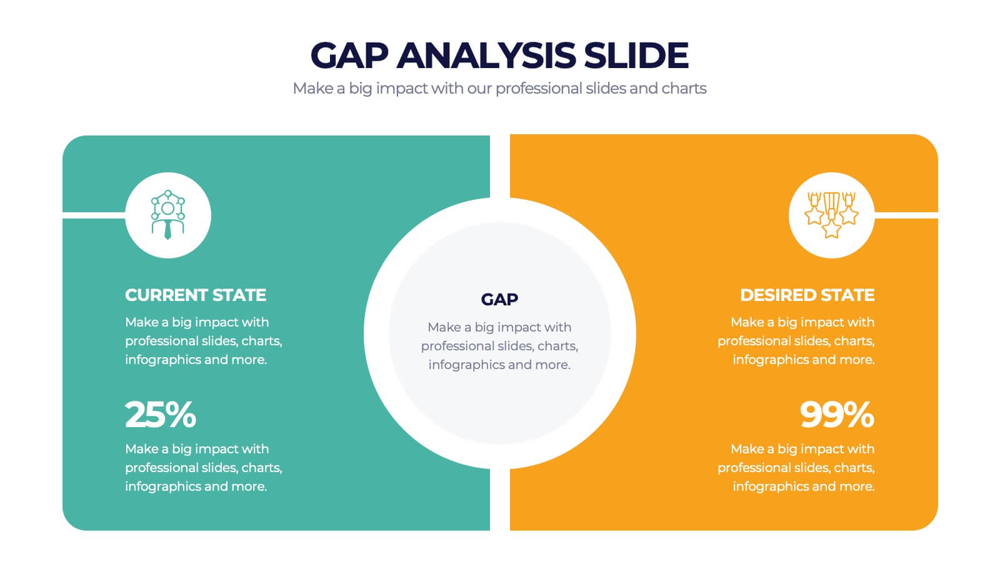 GAP ANALYSIS SLIDE
Make a big impact with our professional slides and charts
CURRENT STATE
Make a big impact with
professional slides, charts,
infographics and more.
25%
Make a big impact with
professional slides, charts,
infographics and more.
GAP
Make a big impact with
professional slides, charts,
infographics and more.
DESIRED STATE
Make a big impact with
professional slides, charts,
infographics and more.
99%
Make a big impact with
professional slides, charts,
infographics and more.